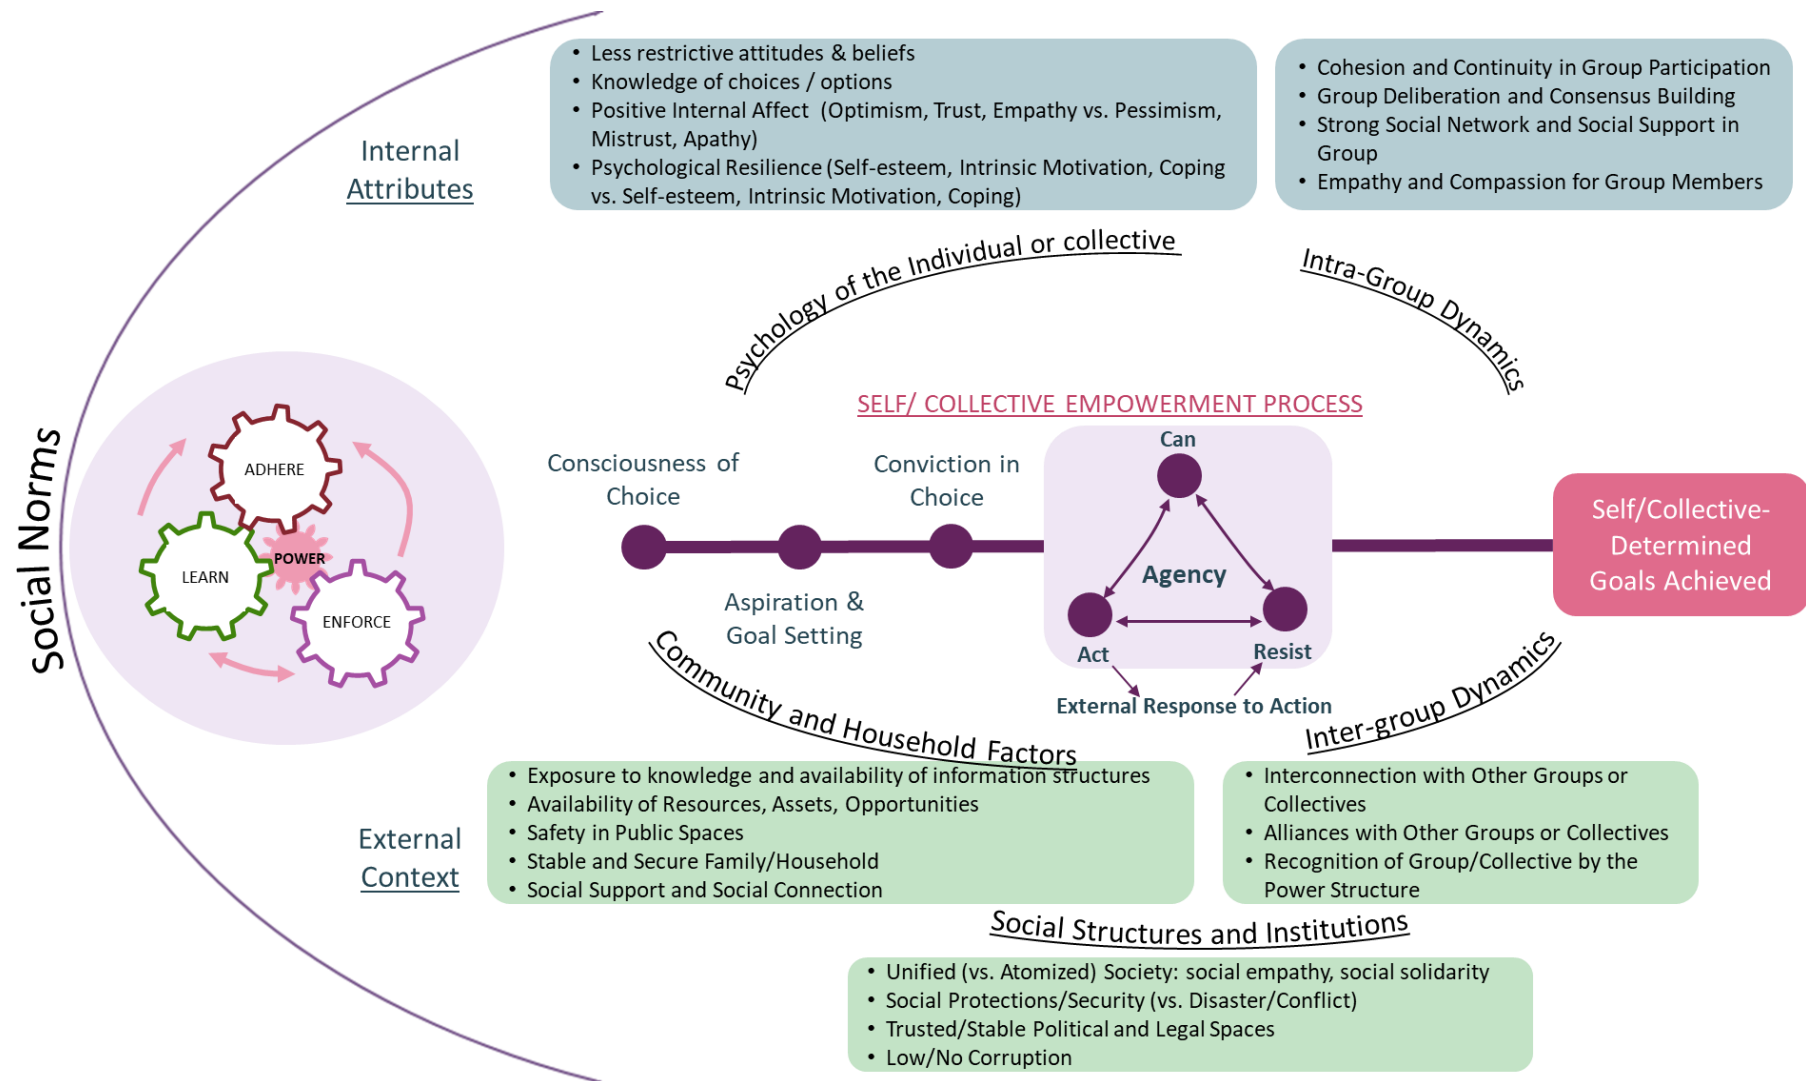 • Less restrictive attitudes & beliefs
• Knowledge of choices / options
• Positive Internal Affect (Optimism, Trust, Empathy vs. Pessimism,
Mistrust, Apathy)
• Psychological Resilience (Self-esteem, Intrinsic Motivation, Coping
vs. Self-esteem, Intrinsic Motivation, Coping)
• Cohesion and Continuity in Group Participation
• Group Deliberation and Consensus Building
• Strong Social Network and Social Support in
Group
• Empathy and Compassion for Group Members
Internal
Attributes
Psychology of the Individual or collective
Intra-Group Dynamics
Social Norms
ADHERE
LEARN
POWER
ENFORCE
SELF/ COLLECTIVE EMPOWERMENT PROCESS
Consciousness of
Choice
Aspiration &
Goal Setting
Conviction in
Choice
Can
Agency
Act
Resist
External Response to Action
Self/Collective-
Determined
Goals Achieved
Community and Household Factors
Inter-group Dynamics
External
Context
• Exposure to knowledge and availability of information structures
• Availability of Resources, Assets, Opportunities
• Safety in Public Spaces
• Stable and Secure Family/Household
• Social Support and Social Connection
• Interconnection with Other Groups or
Collectives
• Alliances with Other Groups or Collectives
• Recognition of Group/Collective by the
Power Structure
Social Structures and Institutions
• Unified (vs. Atomized) Society: social empathy, social solidarity
• Social Protections/Security (vs. Disaster/Conflict)
• Trusted/Stable Political and Legal Spaces
• Low/No Corruption